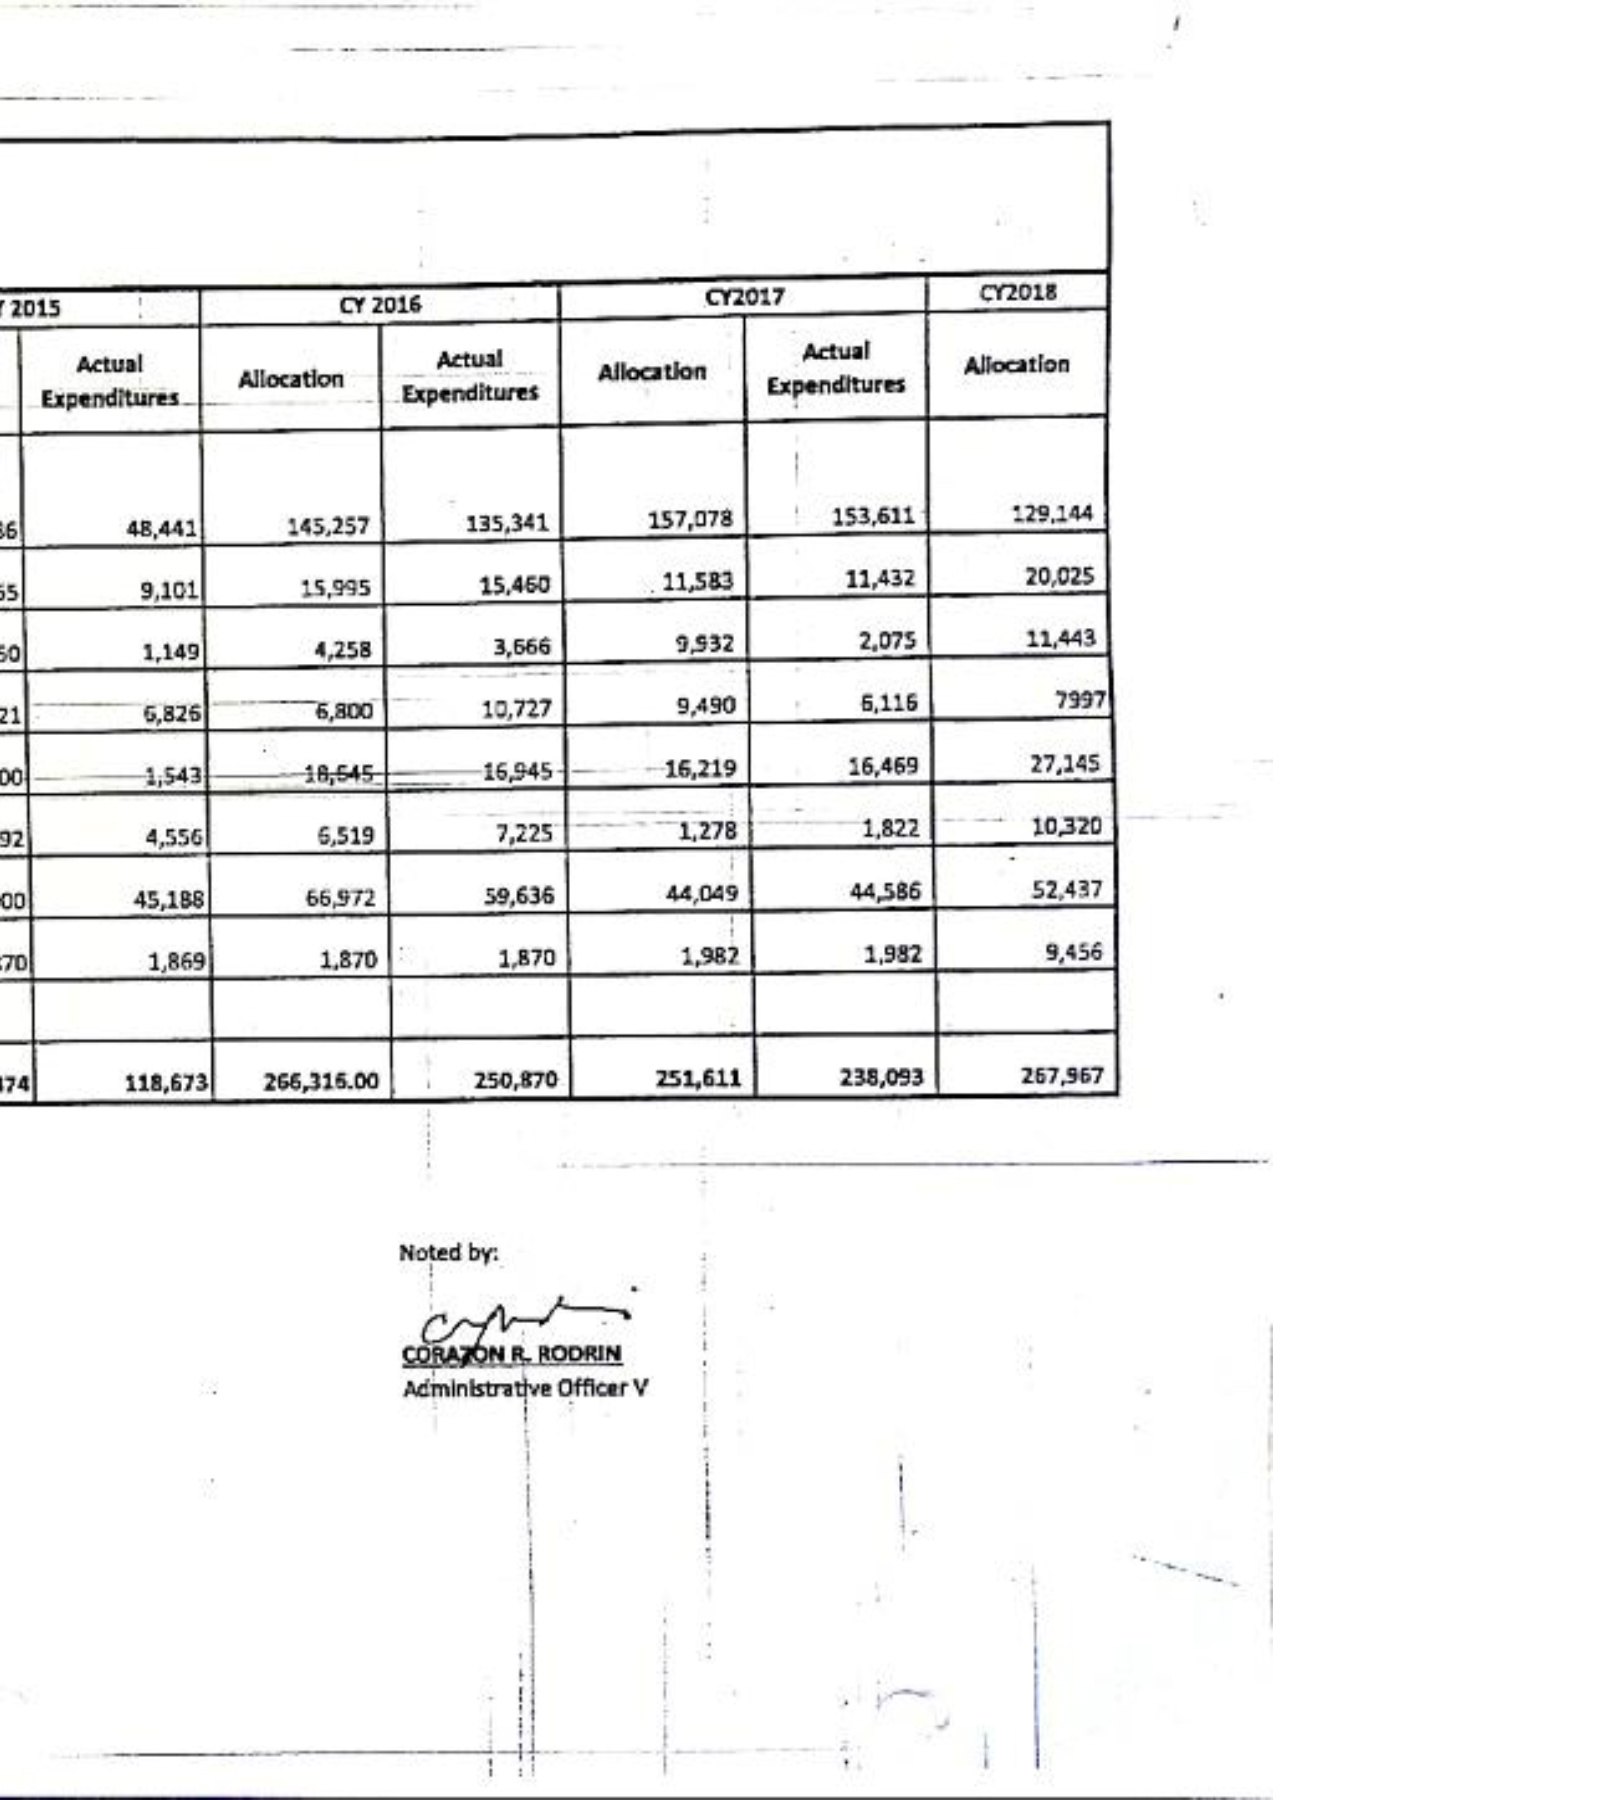 Y 2015 CY 2016 CY2017 CY2018
Actual Expenditures Allocation Actual Expenditures Allocation Actual Expenditures Allocation
36 48,441 145,257 135,341 157,078 153,611 129,144
65 9,101 15,995 15,460 11,583 11,432 20,025
50 1,149 4,258 3,666 9,932 2,075 11,443
21 6,826 6,800 10,727 9,490 6,116 7997
00 1,543 18,645 16,945 16,219 16,469 27,145
92 4,556 6,519 7,225 1,278 1,822 10,320
00 45,188 66,972 59,636 44,049 44,586 52,437
70 1,869 1,870 1,870 1,982 1,982 9,456
474 118,673 266,316.00 250,870 251,611 238,093 267,967
Noted by:
CORAZON R. RODRIN
Administrative Officer V